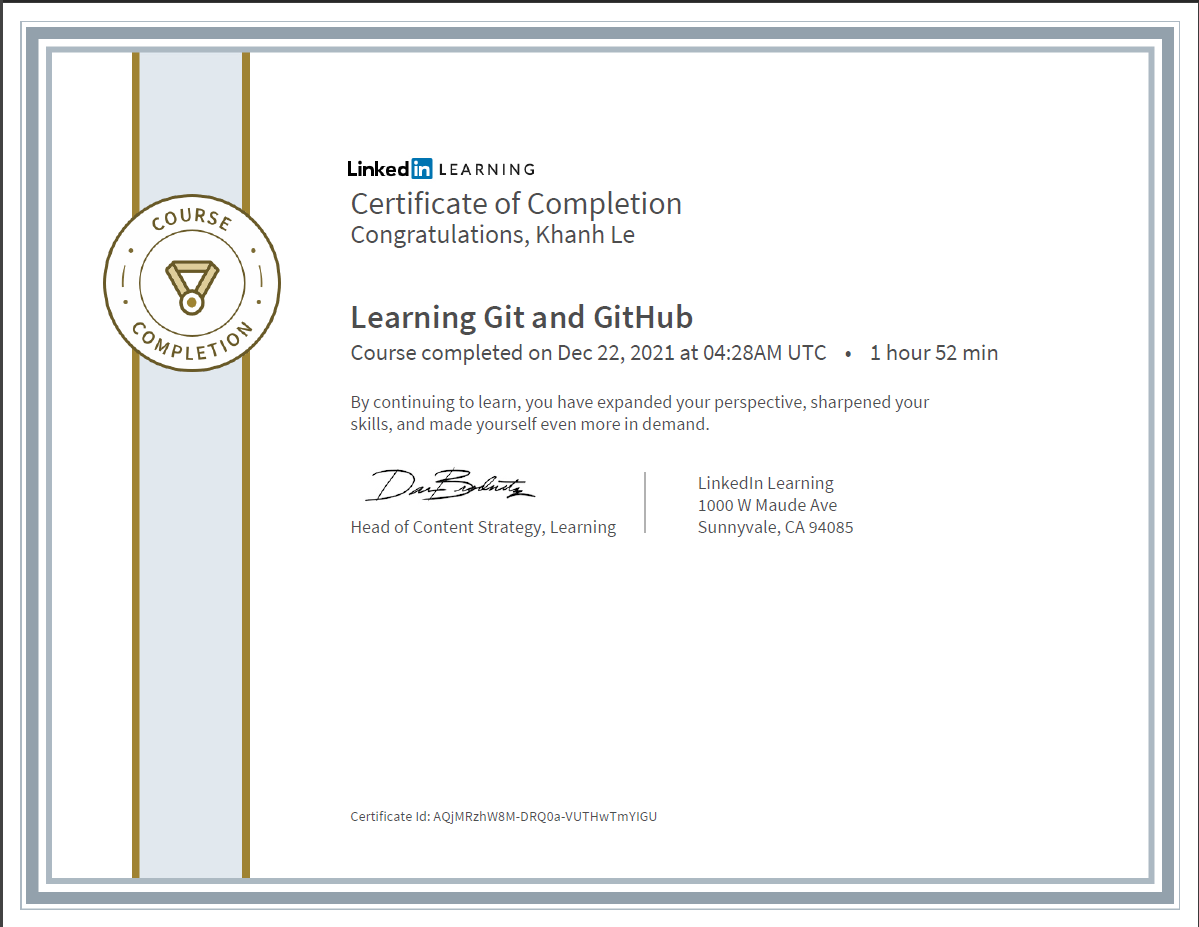 COURSE
COMPLETION
Linked in LEARNING
Certificate of Completion
Congratulations, Khanh Le
Learning Git and GitHub
Course completed on Dec 22, 2021 at 04:28AM UTC • 1 hour 52 min
By continuing to learn, you have expanded your perspective, sharpened your
skills, and made yourself even more in demand.
Head of Content Strategy, Learning
LinkedIn Learning
1000 W Maude Ave
Sunnyvale, CA 94085
Certificate Id: AQjMRzhW8M-DRQ0a-VUTHwTmYIGU